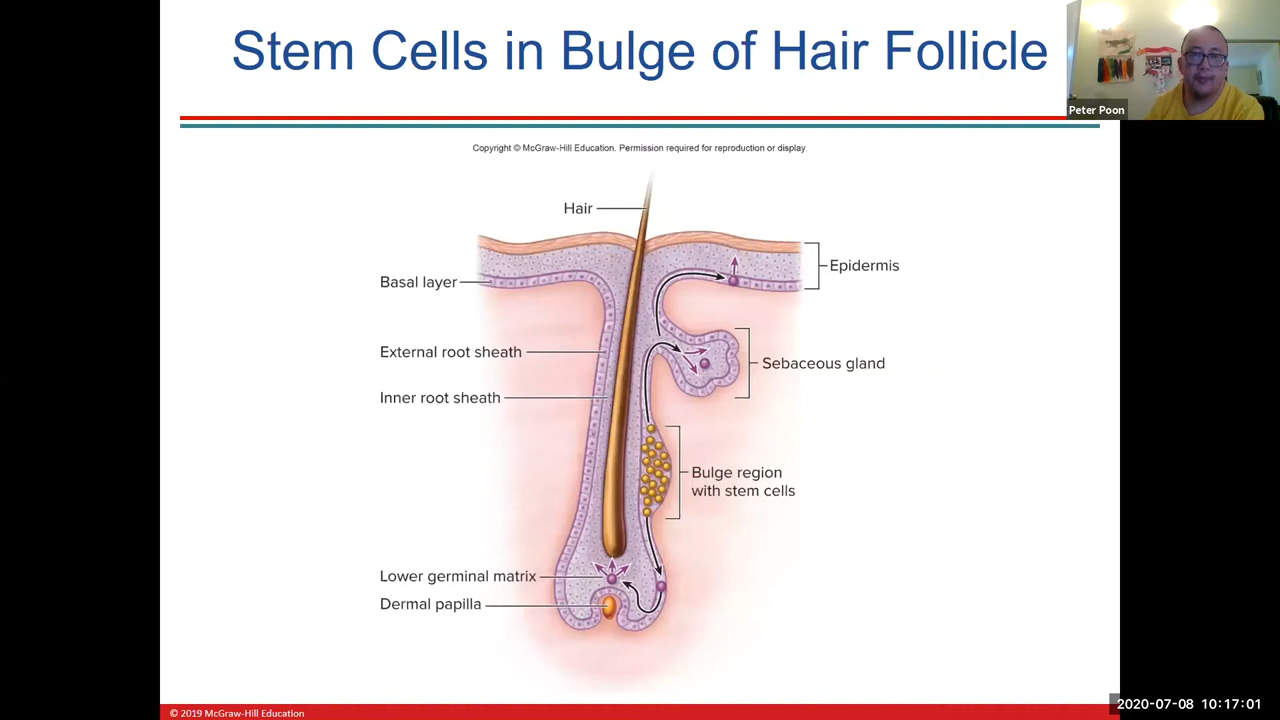 Stem Cells in Bulge of Hair Follicle
Peter Poon
Copyright © McGraw-Hill Education. Permission required for reproduction or display.
Hair
Epidermis
Basal layer
External root sheath
Sebaceous gland
Inner root sheath
Bulge region
with stem cells
Lower germinal matrix
Dermal papilla
© 2019 McGraw-Hill Education
2020-07-08 10:17:01